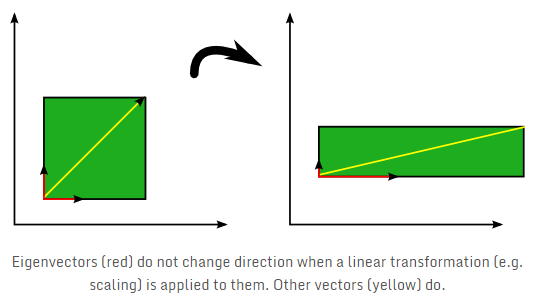 Eigenvectors (red) do not change direction when a linear transformation (e.g.
scaling) is applied to them. Other vectors (yellow) do.